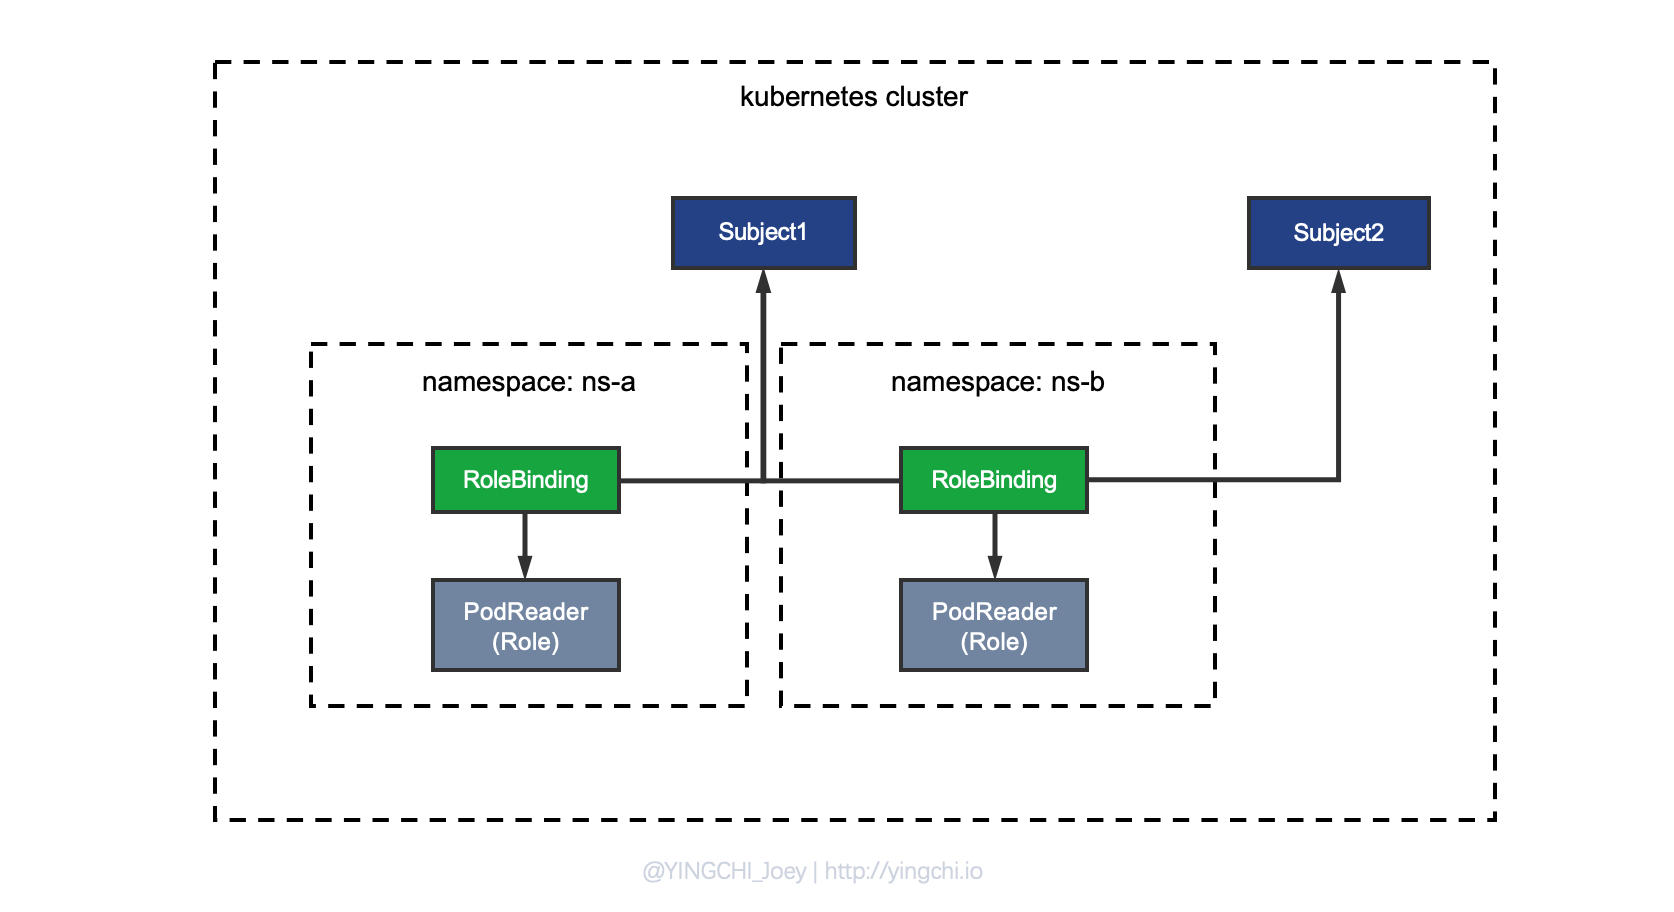 kubernetes cluster
Subject1
Subject2
namespace: ns-a
namespace: ns-b
RoleBinding
RoleBinding
PodReader
(Role)
PodReader
(Role)
@YINGCHI_Joey | http://yingchi.io